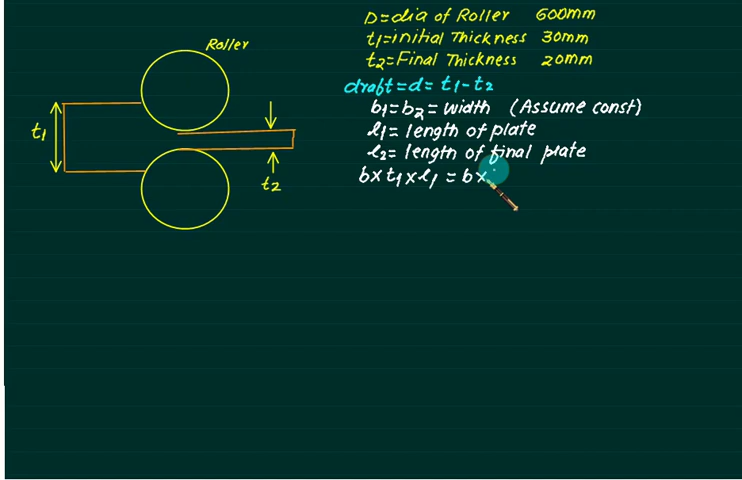 Roller
t1
t2
D=dia of Roller 600mm
t1=initial Thickness 30mm
t2=Final Thickness 20mm
draft=d=t1-t2
b1=b2=width (Assume const)
l1=length of plate
l2=length of final plate
b×t1×l1=b×